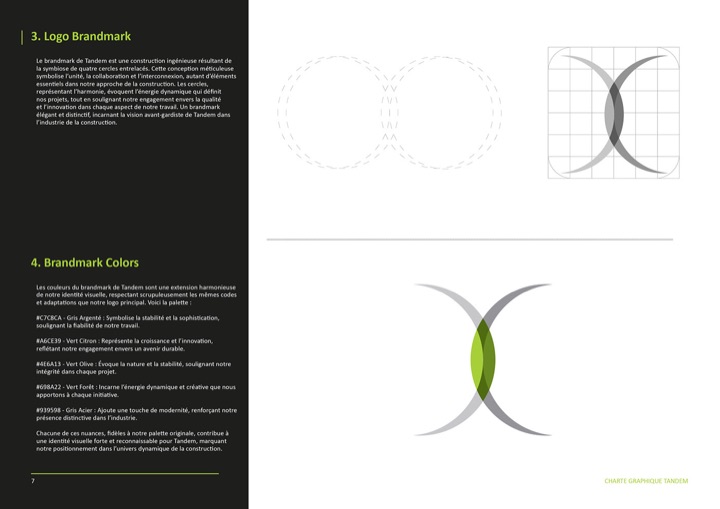 3. Logo Brandmark
Le brandmark de Tandem est une construction ingénieuse résultant de
la symbiose de quatre cercles entrelacés. Cette conception méticuleuse
symbolise l'unité, la collaboration et l'interconnexion, autant d'éléments
essentiels dans notre approche de la construction. Les cercles,
représentant l'harmonie, évoquent l'énergie dynamique qui définit
nos projets, tout en soulignant notre engagement envers la qualité
et l'innovation dans chaque aspect de notre travail. Un brandmark
élégant et distinctif, incarnant la vision avant-gardiste de Tandem dans
l'industrie de la construction.
4. Brandmark Colors
Les couleurs du brandmark de Tandem sont une extension harmonieuse
de notre identité visuelle, respectant scrupuleusement les mêmes codes
et adaptations que notre logo principal. Voici la palette :
#C7C8CA - Gris Argenté : Symbolise la stabilité et la sophistication,
soulignant la fiabilité de notre travail.
#A6CE39 - Vert Citron : Représente la croissance et l'innovation,
reflétant notre engagement envers un avenir durable.
#4E6A13 - Vert Olive : Évoque la nature et la stabilité, soulignant notre
intégrité dans chaque projet.
#698A22 - Vert Forêt : Incarne l'énergie dynamique et créative que nous
apportons à chaque initiative.
#939598 - Gris Acier : Ajoute une touche de modernité, renforçant notre
présence distinctive dans l'industrie.
Chacune de ces nuances, fidèles à notre palette originale, contribue à
une identité visuelle forte et reconnaissable pour Tandem, marquant
notre positionnement dans l'univers dynamique de la construction.
7
CHARTE GRAPHIQUE TANDEM